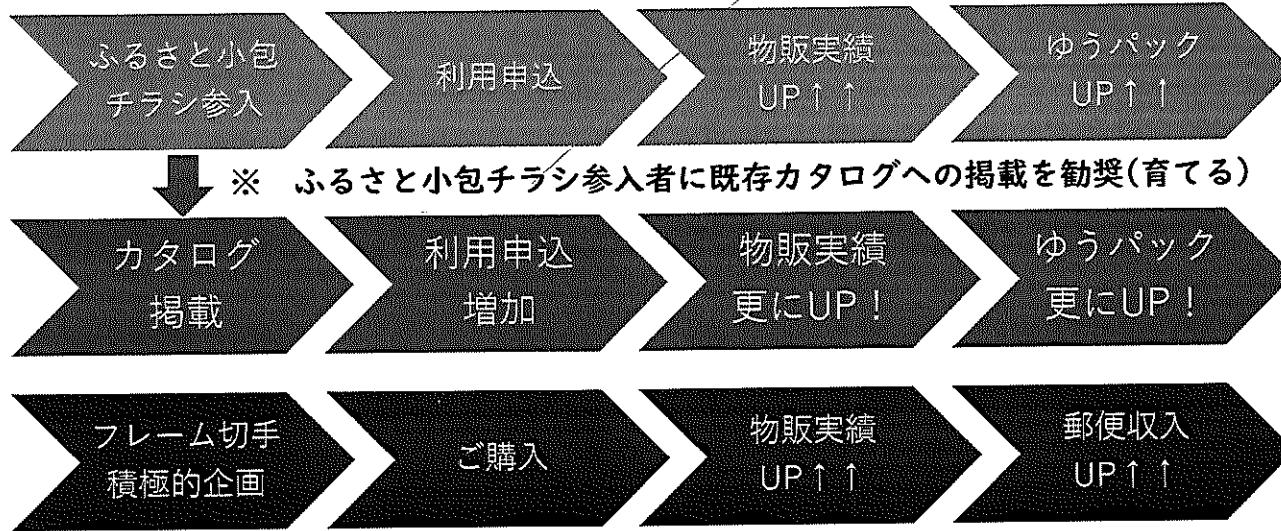 ふるさと小包
チラシ参入
利用申込
物販実績
UP↑↑
ゆうパック
UP↑↑
※ ふるさと小包チラシ参入者に既存カタログへの掲載を勧奨(育てる)
カタログ
掲載
利用申込
増加
物販実績
更にUP!
ゆうパック
更にUP!
フレーム切手
積極的企画
ご購入
物販実績
UP↑↑
郵便収入
UP↑↑